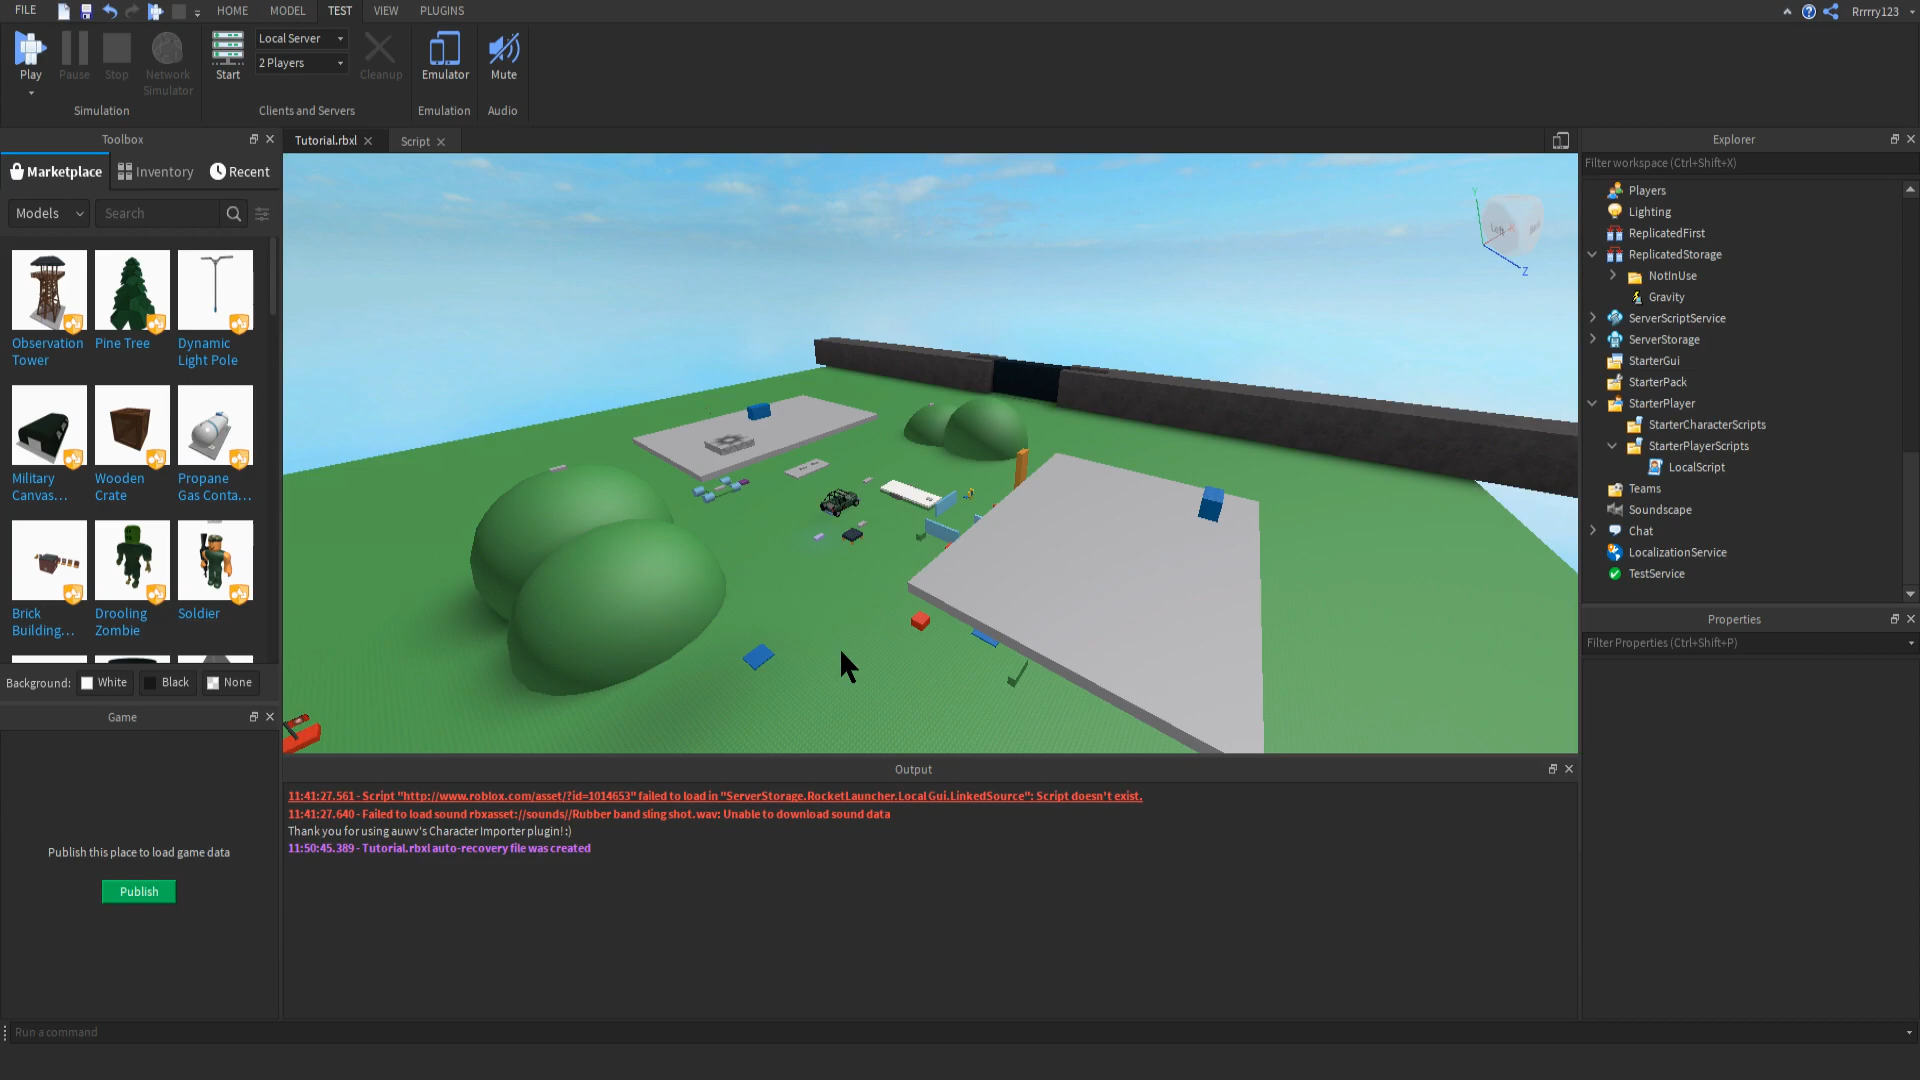 FILE HOME MODEL TEST VIEW PLUGINS Rrrrry123
Play Pause Stop Network Simulator Start Local Server 2 Players Cleanup Emulator Mute
Simulation Clients and Servers Emulation Audio
Toolbox
Marketplace Inventory Recent
Models Search
Observation Tower
Pine Tree
Dynamic Light Pole
Military Canvas...
Wooden Crate
Propane Gas Conta...
Brick Building...
Drooling Zombie
Soldier
Background: White Black None
Game
Publish this place to load game data
Publish
Tutorial.rbxl Script
Y
Left
Z
Output
11:41:27.561 - Script "http://www.roblox.com/asset/?id=1014653" failed to load in "ServerStorage.RocketLauncher.Local Gui.LinkedSource": Script doesn't exist.
11:41:27.640 - Failed to load sound rbxasset://sounds//Rubber band sling shot.wav: Unable to download sound data
Thank you for using auwv's Character Importer plugin! :)
11:50:45.389 - Tutorial.rbxl auto-recovery file was created
Explorer
Filter workspace (Ctrl+Shift+X)
Players
Lighting
ReplicatedFirst
ReplicatedStorage
NotInUse
Gravity
ServerScriptService
ServerStorage
StarterGui
StarterPack
StarterPlayer
StarterCharacterScripts
StarterPlayerScripts
LocalScript
Teams
Soundscape
Chat
LocalizationService
TestService
Properties
Filter Properties (Ctrl+Shift+P)
Run a command